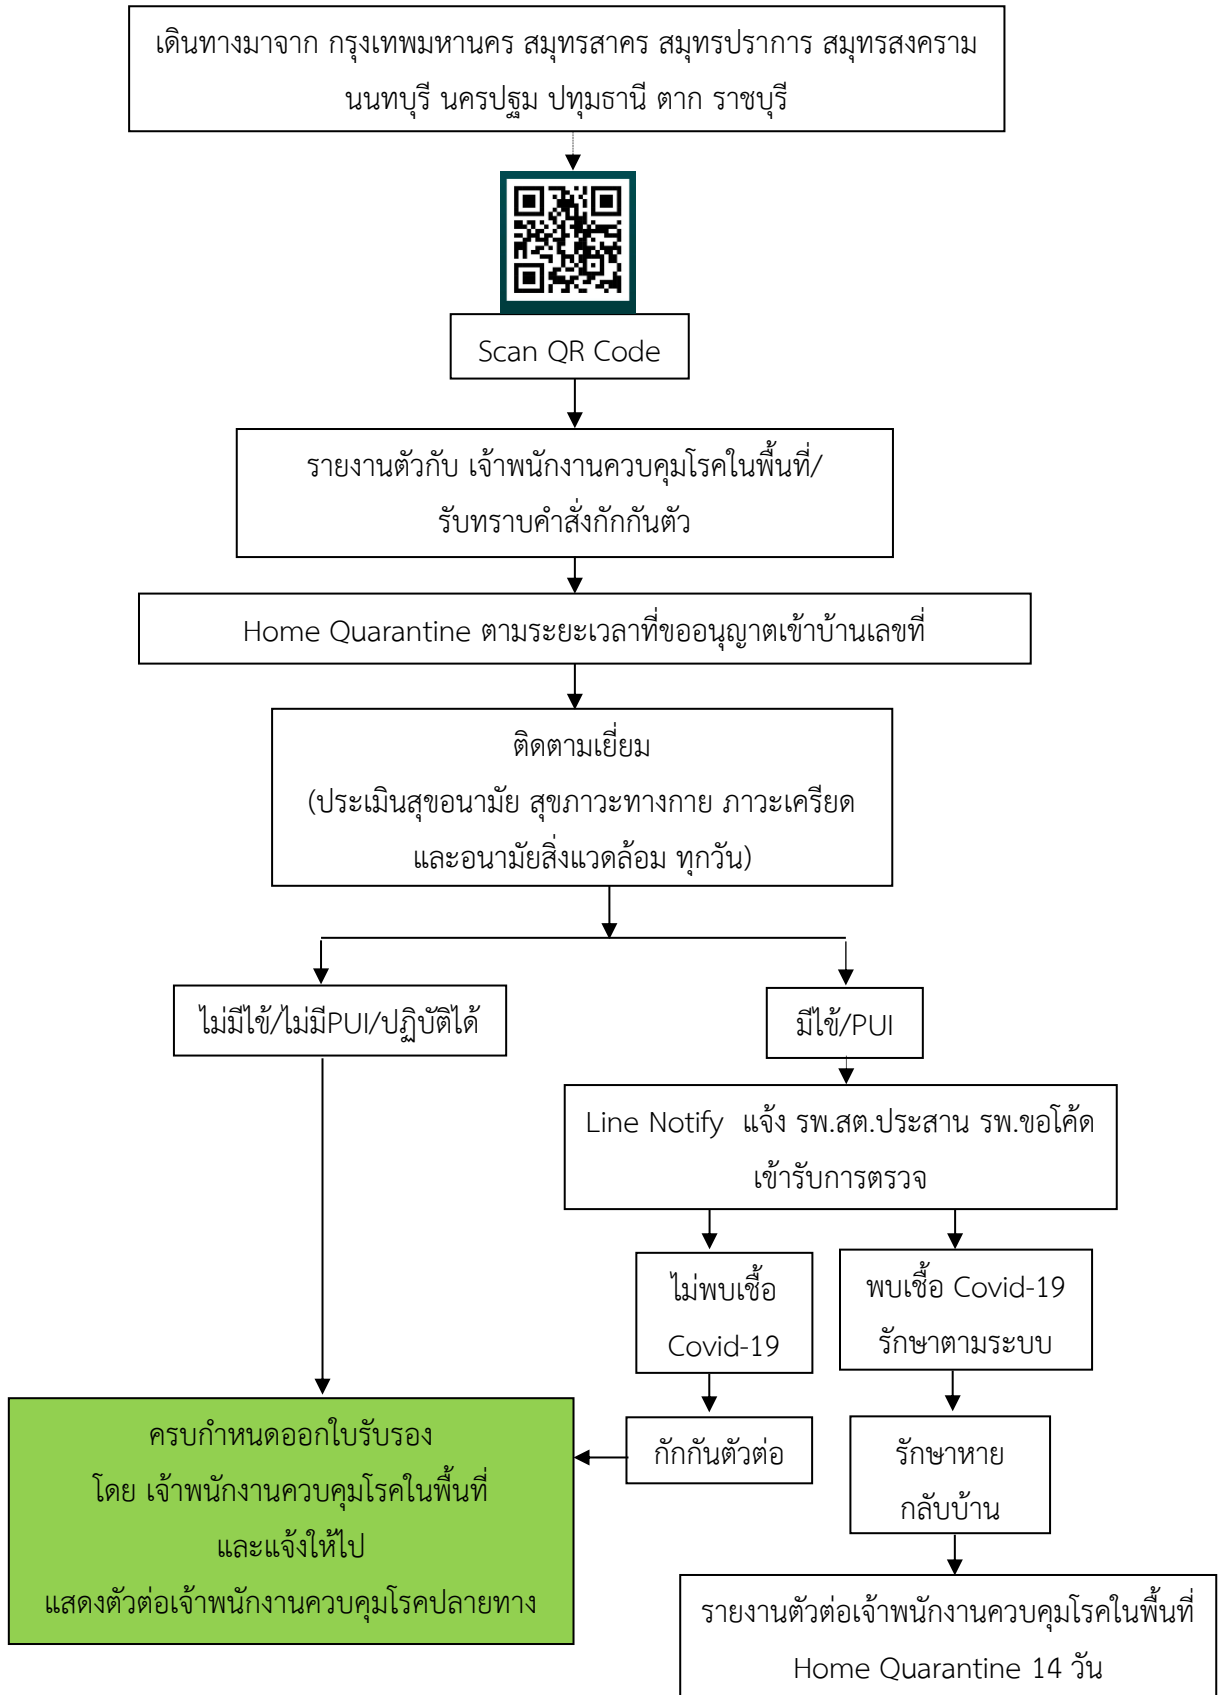 เดินทางมาจาก กรุงเทพมหานคร สมุทรสาคร สมุทรปราการ สมุทรสงคราม
นนทบุรี นครปฐม ปทุมธานี ตาก ราชบุรี
Scan QR Code
รายงานตัวกับ เจ้าพนักงานควบคุมโรคในพื้นที่/
รับทราบคำสั่งกักกันตัว
Home Quarantine ตามระยะเวลาที่ขออนุญาตเข้าบ้านเลขที่
ติดตามเยี่ยม
(ประเมินสุขอนามัย สุขภาวะทางกาย ภาวะเครียด
และอนามัยสิ่งแวดล้อม ทุกวัน)
ไม่มีไข้/ไม่มีPUI/ปฏิบัติได้
มีไข้/PUI
Line Notify แจ้ง รพ.สต.ประสาน รพ.ขอโค้ด
เข้ารับการตรวจ
ไม่พบเชื้อ
Covid-19
พบเชื้อ Covid-19
รักษาตามระบบ
ครบกำหนดออกใบรับรอง
โดย เจ้าพนักงานควบคุมโรคในพื้นที่
และแจ้งให้ไป
แสดงตัวต่อเจ้าพนักงานควบคุมโรคปลายทาง
กักกันตัวต่อ
รักษาหาย
กลับบ้าน
รายงานตัวต่อเจ้าพนักงานควบคุมโรคในพื้นที่
Home Quarantine 14 วัน